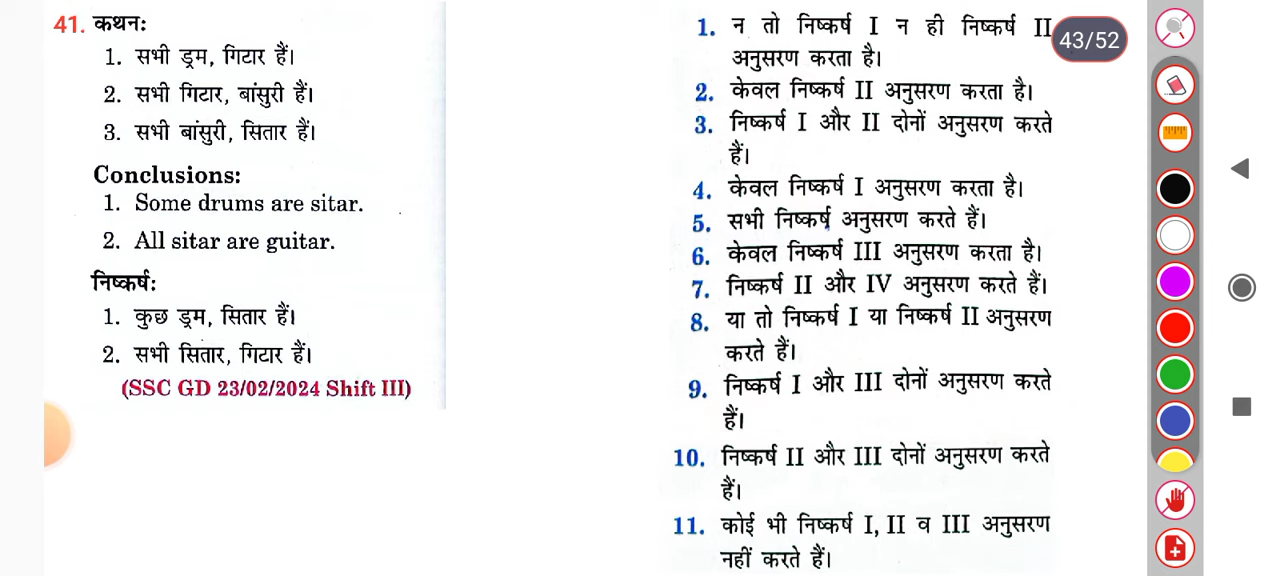 41. कथन:
1. सभी ड्रम, गिटार हैं।
2. सभी गिटार, बांसुरी हैं।
3. सभी बांसुरी, सितार हैं।
Conclusions:
1. Some drums are sitar.
2. All sitar are guitar.
निष्कर्ष:
1. कुछ ड्रम, सितार हैं।
2. सभी सितार, गिटार हैं।
(SSC GD 23/02/2024 Shift III)
1. न तो निष्कर्ष I न ही निष्कर्ष II
अनुसरण करता है।
2. केवल निष्कर्ष II अनुसरण करता है।
3. निष्कर्ष I और II दोनों अनुसरण करते
हैं।
4. केवल निष्कर्ष I अनुसरण करता है।
5. सभी निष्कर्ष अनुसरण करते हैं।
6. केवल निष्कर्ष III अनुसरण करता है।
7. निष्कर्ष II और IV अनुसरण करते हैं।
8. या तो निष्कर्ष I या निष्कर्ष II अनुसरण
करते हैं।
9. निष्कर्ष I और III दोनों अनुसरण करते
हैं।
10. निष्कर्ष II और III दोनों अनुसरण करते
हैं।
11. कोई भी निष्कर्ष I, II व III अनुसरण
नहीं करते हैं।
43/52